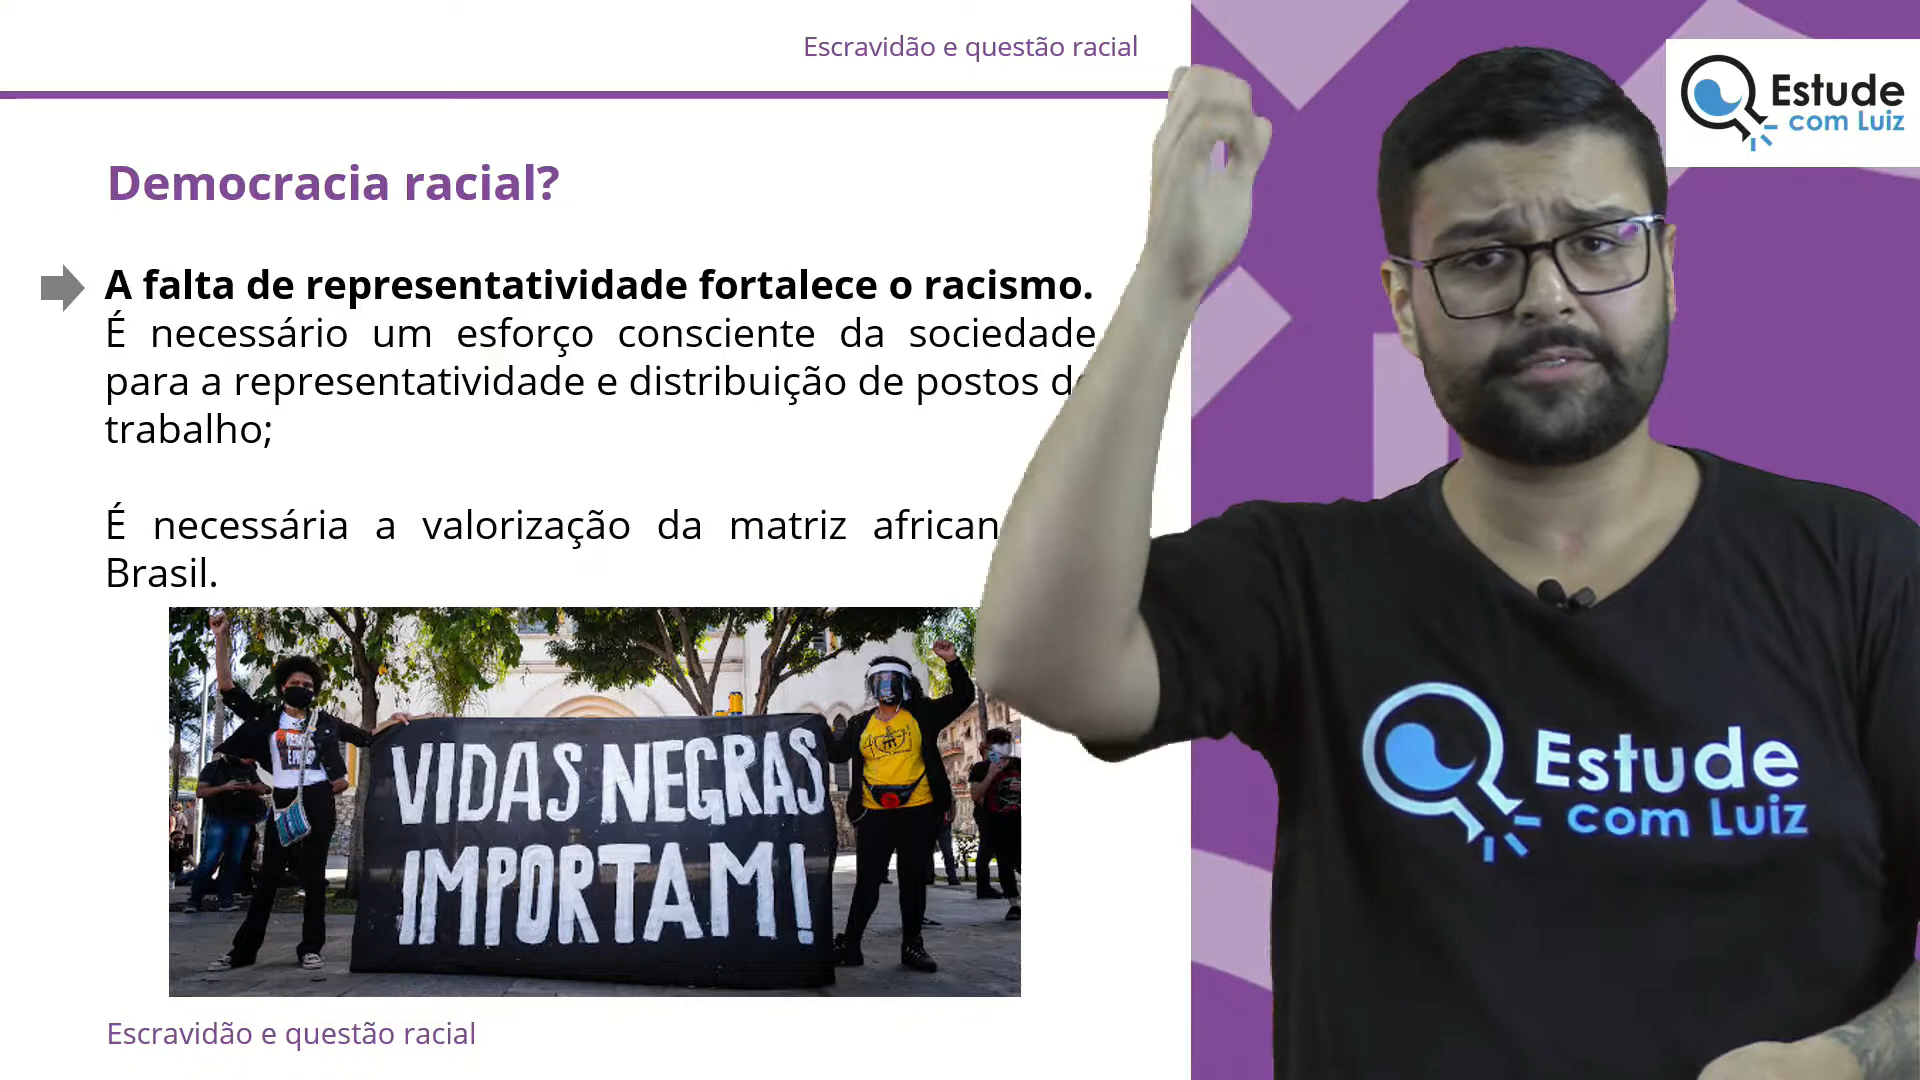 Escravidão e questão racial
Estude
com Luiz
Democracia racial?
A falta de representatividade fortalece o racismo.
É necessário um esforço consciente da sociedade
para a representatividade e distribuição de postos
trabalho;
É necessária a valorização da matriz
Brasil.
VIDAS NEGRAS
IMPORTAM!
Estude
com Luiz
Escravidão e questão racial